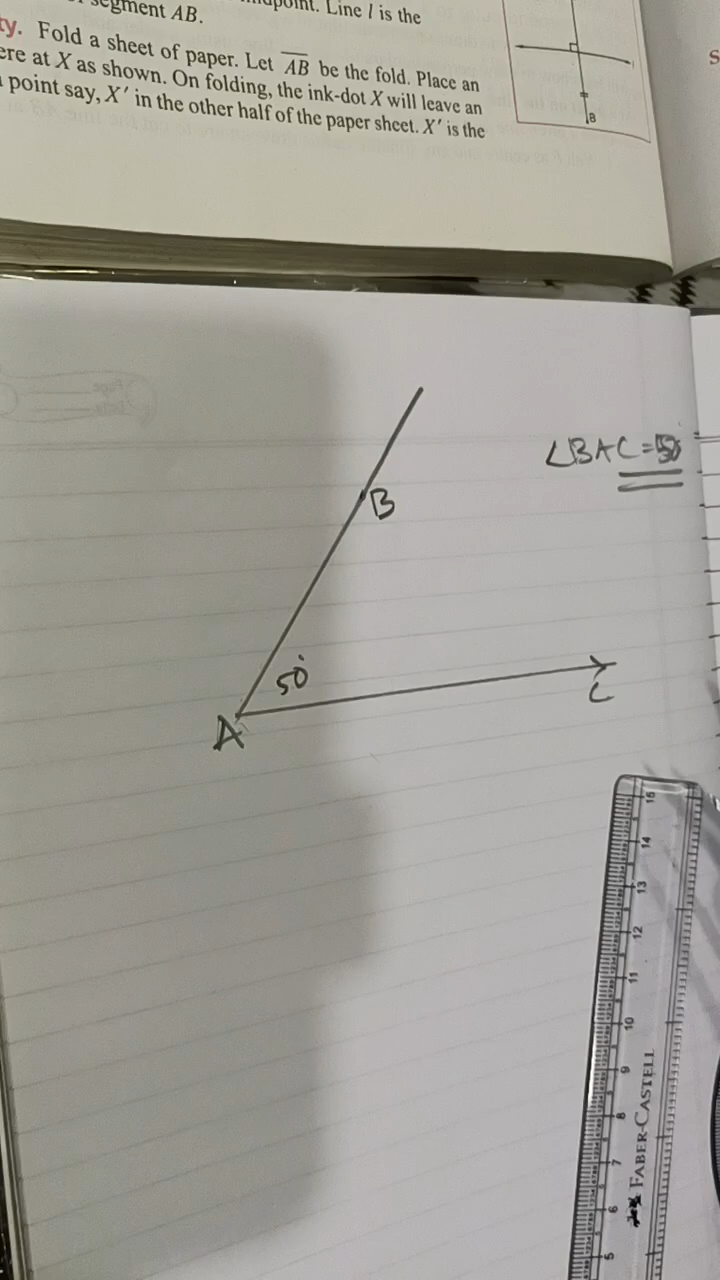 segment AB.
Line l is the
ty. Fold a sheet of paper. Let AB be the fold. Place an
ere at X as shown. On folding, the ink-dot X will leave an
point say, X′ in the other half of the paper sheet. X′ is the
B
∠BAC=50°
B
50°
A
C
15
14
13
12
11
10
9
8
7
6
5
FABER-CASTELL